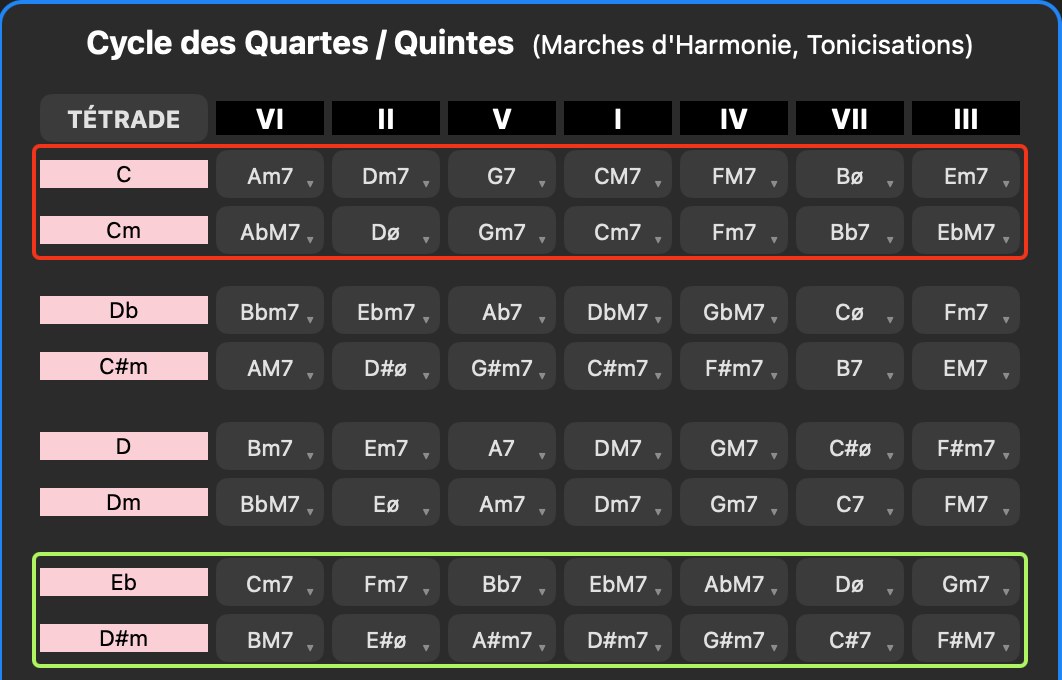 Cycle des Quartes / Quintes (Marches d'Harmonie, Tonicisations)
TÉTRADE VI II V I IV VII III
C Am7 Dm7 G7 CM7 FM7 Bø Em7
Cm AbM7 Dø Gm7 Cm7 Fm7 Bb7 EbM7
Db Bbm7 Ebm7 Ab7 DbM7 GbM7 Cø Fm7
C#m AM7 D#ø G#m7 C#m7 F#m7 B7 EM7
D Bm7 Em7 A7 DM7 GM7 C#ø F#m7
Dm BbM7 Eø Am7 Dm7 Gm7 C7 FM7
Eb Cm7 Fm7 Bb7 EbM7 AbM7 Dø Gm7
D#m BM7 E#ø A#m7 D#m7 G#m7 C#7 F#M7